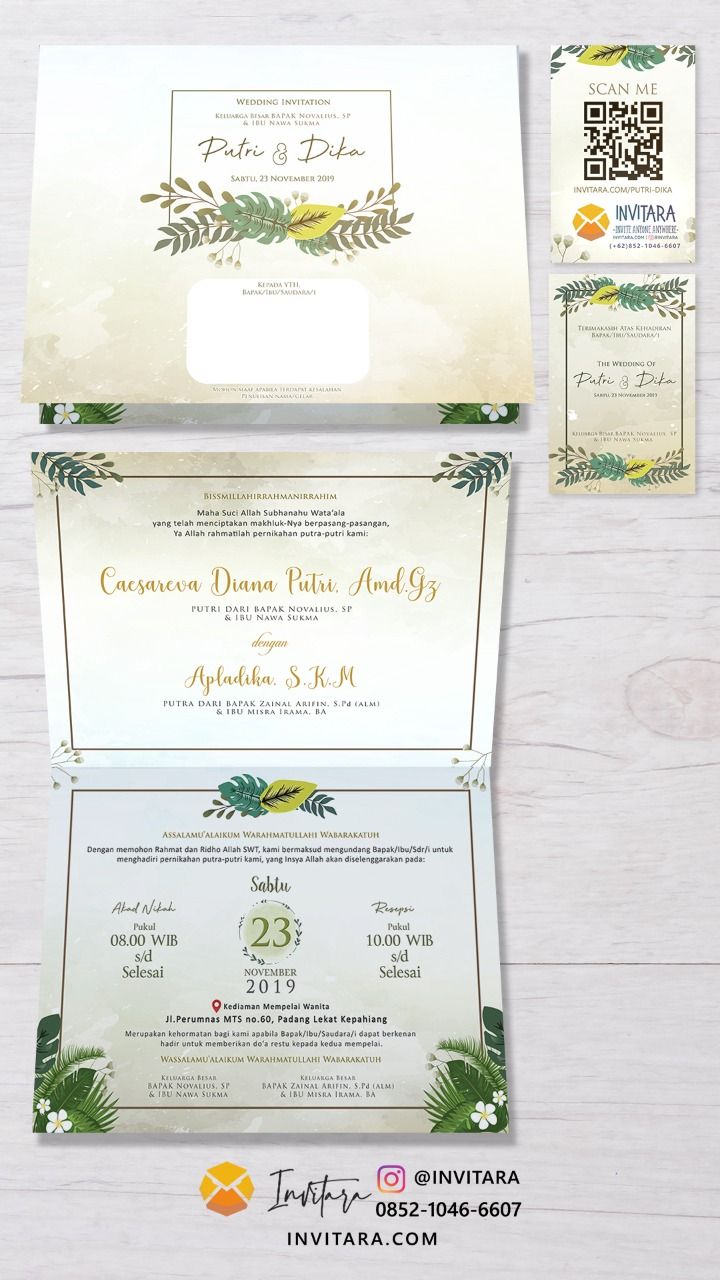 Wedding Invitation
Keluarga Besar BAPAK Novalius, SP
& IBU Nawa Sukma
Putri & Dika
Sabtu, 23 November 2019
Kepada YTH,
Bapak/Ibu/Saudara/i
Mohon maaf apabila terdapat kesalahan
penulisan nama/gelar
SCAN ME
INVITARA.COM/PUTRI-DIKA
INVITARA
-INVITE ANYONE ANYWHERE-
INVITARA.COM | @INVITARA
(+62)852-1046-6607
Terimakasih Atas Kehadiran
Bapak/Ibu/Saudara/i
The Wedding Of
Putri & Dika
Sabtu, 23 November 2019
Keluarga Besar BAPAK Novalius, SP
& IBU Nawa Sukma
Bissmillahirrahmanirrahim
Maha Suci Allah Subhanahu Wata'ala
yang telah menciptakan makhluk-Nya berpasang-pasangan,
Ya Allah rahmatilah pernikahan putra-putri kami:
Caesareva Diana Putri, Amd.Gz
PUTRI DARI BAPAK Novalius, SP
& IBU Nawa Sukma
dengan
Apladika, S.K.M
PUTRA DARI BAPAK Zainal Arifin, S.Pd (alm)
& IBU Misra Irama, BA
Assalamu'alaikum Warahmatullahi Wabarakatuh
Dengan memohon Rahmat dan Ridho Allah SWT, kami bermaksud mengundang Bapak/Ibu/Sdr/i untuk
menghadiri pernikahan putra-putri kami, yang Insya Allah akan diselenggarakan pada:
Sabtu
Akad Nikah
Pukul
08.00 WIB
s/d
Selesai
23
NOVEMBER
2019
Resepsi
Pukul
10.00 WIB
s/d
Selesai
Kediaman Mempelai Wanita
Jl.Perumnas MTS no.60, Padang Lekat Kepahiang
Merupakan kehormatan bagi kami apabila Bapak/Ibu/Saudara/i dapat berkenan
hadir untuk memberikan do'a restu kepada kedua mempelai.
Wassalamu'alaikum Warahmatullahi Wabarakatuh
Keluarga Besar
BAPAK Novalius, SP
& IBU Nawa Sukma
Keluarga Besar
BAPAK Zainal Arifin, S.Pd (alm)
& IBU Misra Irama, BA
Invitara
@INVITARA
0852-1046-6607
INVITARA.COM